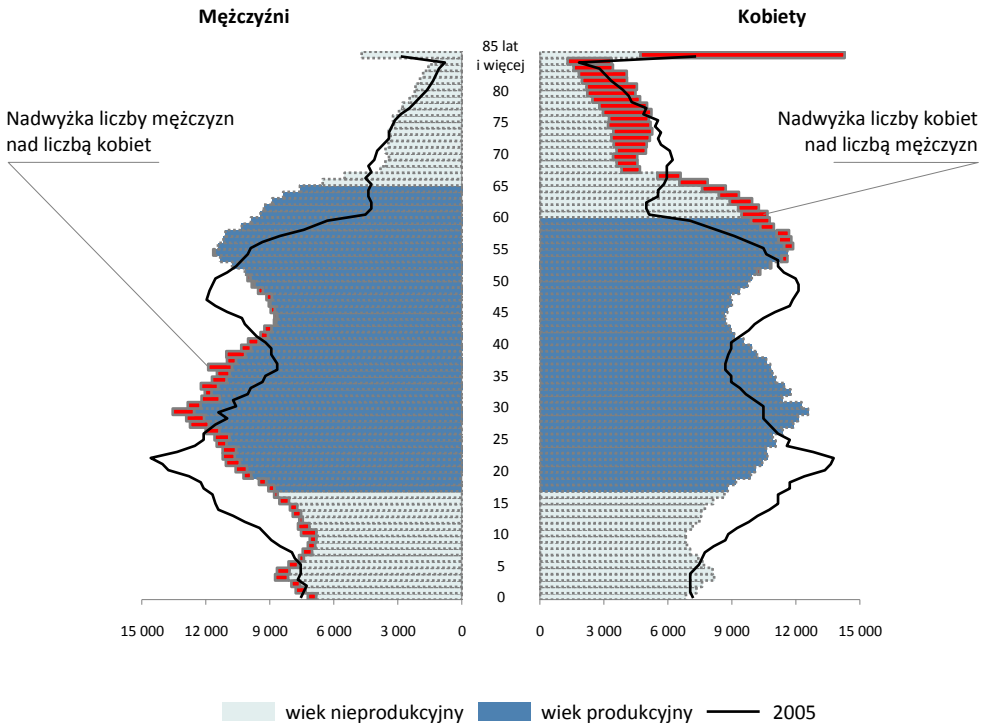 Mężczyźni
Kobiety
85 lat
i więcej
Nadwyżka liczby mężczyzn
nad liczbą kobiet
Nadwyżka liczby kobiet
nad liczbą mężczyzn
80
75
70
65
60
55
50
45
40
35
30
25
20
15
10
5
0
15 000 12 000 9 000 6 000 3 000 0
0 3 000 6 000 9 000 12 000 15 000
wiek nieprodukcyjny wiek produkcyjny 2005